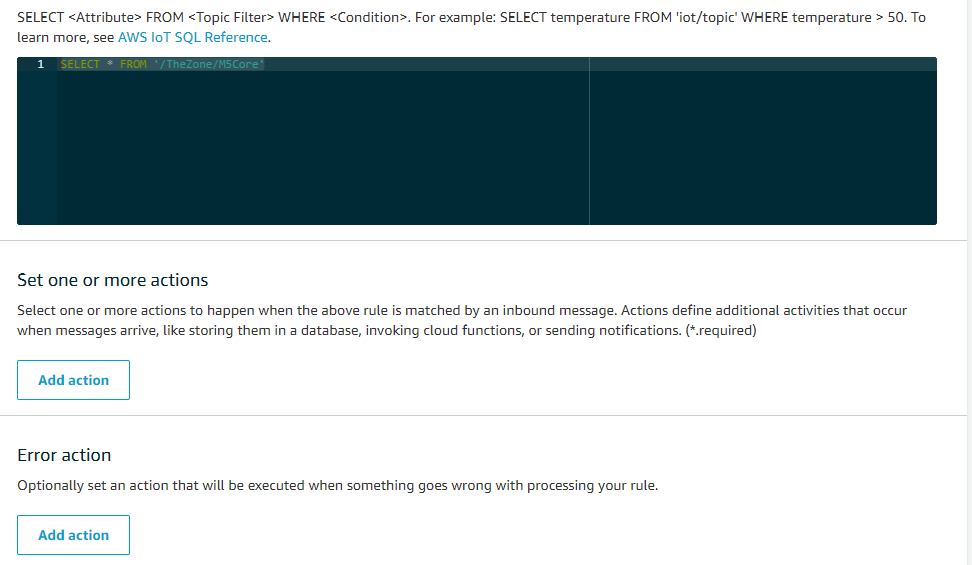 SELECT <Attribute> FROM <Topic Filter> WHERE <Condition>. For example: SELECT temperature FROM 'iot/topic' WHERE temperature > 50. To
learn more, see AWS IoT SQL Reference.
1 SELECT * FROM '/TheZone/M5Core'
Set one or more actions
Select one or more actions to happen when the above rule is matched by an inbound message. Actions define additional activities that occur
when messages arrive, like storing them in a database, invoking cloud functions, or sending notifications. (*.required)
Add action
Error action
Optionally set an action that will be executed when something goes wrong with processing your rule.
Add action